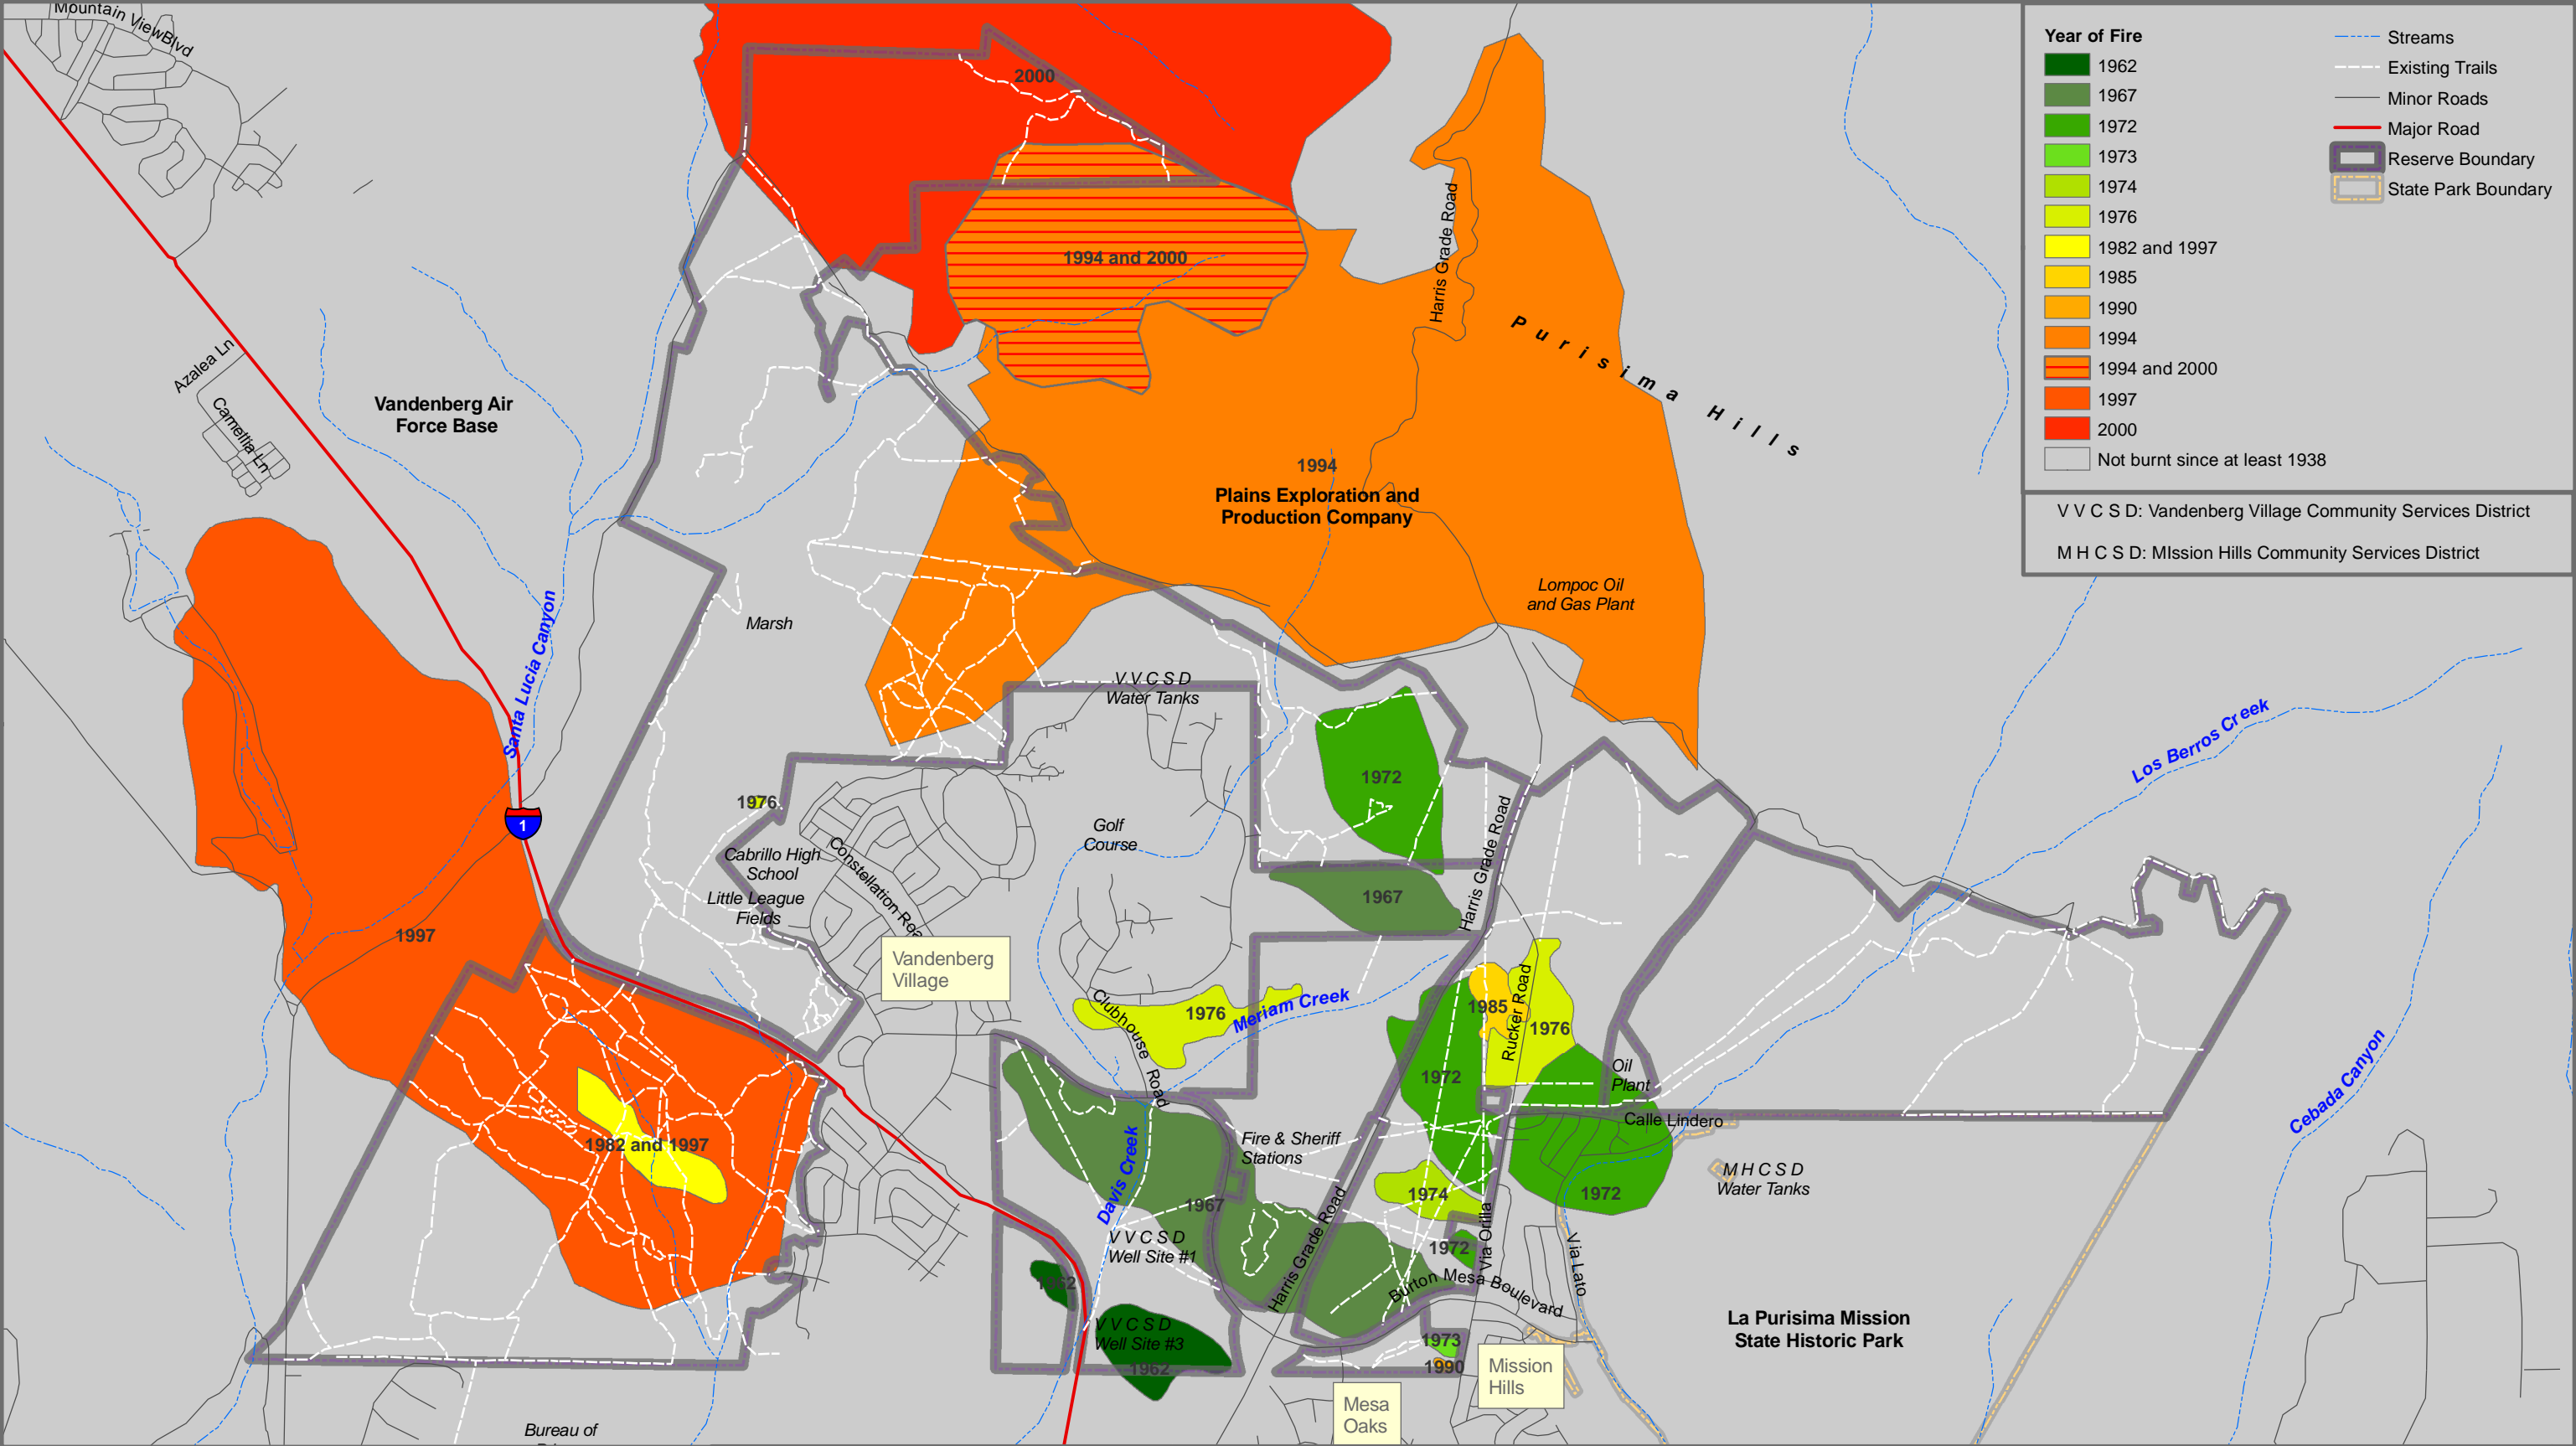 Mountain ViewBlvd
Year of Fire
1962
1967
1972
1973
1974
1976
1982 and 1997
1985
1990
1994
1994 and 2000
1997
2000
Not burnt since at least 1938
Streams
Existing Trails
Minor Roads
Major Road
Reserve Boundary
State Park Boundary
V V C S D: Vandenberg Village Community Services District
M H C S D: MIssion Hills Community Services District
2000
1994 and 2000
Harris Grade Road
Purisima Hills
Azalea Ln
Camellia Ln
Vandenberg Air
Force Base
1994
Plains Exploration and
Production Company
Lompoc Oil
and Gas Plant
Marsh
Santa Lucia Canyon
V V C S D
Water Tanks
Los Berros Creek
1972
1976
1
Golf
Course
Cabrillo High
School
Constellation Roa
Little League
Fields
Harris Grade Road
1967
1997
Vandenberg
Village
1976
Clubhouse Road
Meriam Creek
1985
Rucker Road
1976
1972
Oil
Plant
Calle Lindero
Cebada Canyon
1982 and 1997
Fire & Sheriff
Stations
Davis Creek
M H C S D
Water Tanks
1974
1972
1967
V V C S D
Well Site #1
1972
Via Orilla
Via Lato
Harris Grade Road
Burton Mesa Boulevard
1962
V V C S D
Well Site #3
1962
La Purisima Mission
State Historic Park
1973
1990
Mission
Hills
Mesa
Oaks
Bureau of